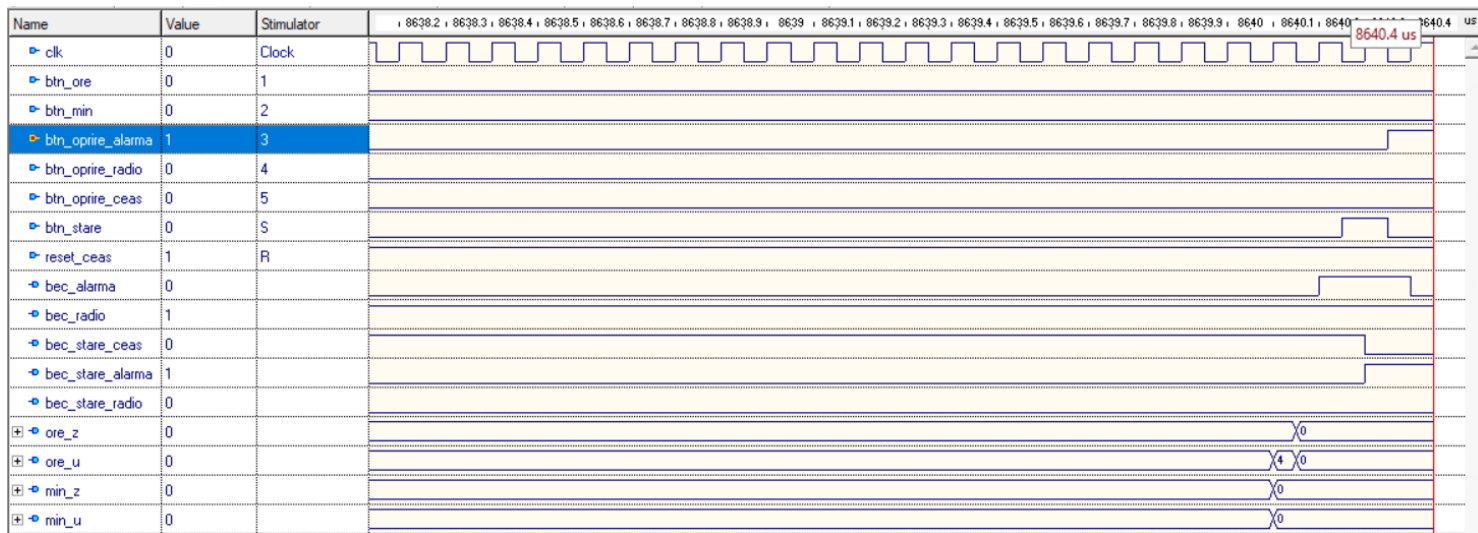 Name Value Stimulator 8638.2 8638.3 8638.4 8638.5 8638.6 8638.7 8638.8 8638.9 8639 8639.1 8639.2 8639.3 8639.4 8639.5 8639.6 8639.7 8639.8 8639.9 8640 8640.1 8640.4 us
8640.4 us
clk 0 Clock
btn_ore 0 1
btn_min 0 2
btn_oprire_alarma 1 3
btn_oprire_radio 0 4
btn_oprire_ceas 0 5
btn_stare 0 S
reset_ceas 1 R
bec_alarma 0
bec_radio 1
bec_stare_ceas 0
bec_stare_alarma 1
bec_stare_radio 0
ore_z 0 0
ore_u 0 4 0
min_z 0 0
min_u 0 0